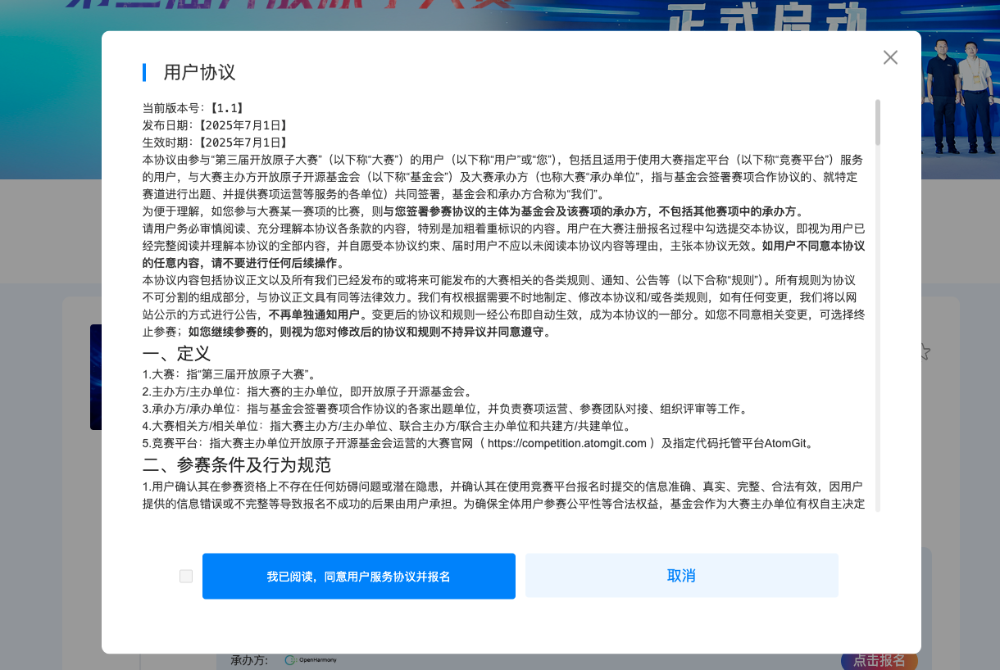 第三届开放原子大赛
正式启动
用户协议
当前版本号：【1.1】
发布日期：【2025年7月1日】
生效时期：【2025年7月1日】
本协议由参与“第三届开放原子大赛”（以下称“大赛”）的用户（以下称“用户”或“您”），包括且适用于使用大赛指定平台（以下称“竞赛平台”）服务
的用户，与大赛主办方开放原子开源基金会（以下称“基金会”）及大赛承办方（也称大赛“承办单位”，指与基金会签署赛项合作协议的、就特定
赛道进行出题、并提供赛项运营等服务的各单位）共同签署，基金会和承办方合称为“我们”。
为便于理解，如您参与大赛某一赛项的比赛，则与您签署参赛协议的主体为基金会及该赛项的承办方，不包括其他赛项中的承办方。
请用户务必审慎阅读、充分理解本协议各条款的内容，特别是加粗着重标识的内容。用户在大赛注册报名过程中勾选提交本协议，即视为用户已
经完整阅读并理解本协议的全部内容，并自愿受本协议约束、届时用户不应以未阅读本协议内容等理由，主张本协议无效。如用户不同意本协议
的任意内容，请不要进行任何后续操作。
本协议内容包括协议正文以及所有我们已经发布的或将来可能发布的大赛相关的各类规则、通知、公告等（以下合称“规则”）。所有规则为协议
不可分割的组成部分，与协议正文具有同等法律效力。我们有权根据需要不时地制定、修改本协议和/或各类规则，如有任何变更，我们将以网
站公示的方式进行公告，不再单独通知用户。变更后的协议和规则一经公布即自动生效，成为本协议的一部分。如您不同意相关变更，可选择终
止参赛；如您继续参赛的，则视为您对修改后的协议和规则不持异议并同意遵守。
一、定义
1.大赛：指“第三届开放原子大赛”。
2.主办方/主办单位：指大赛的主办单位，即开放原子开源基金会。
3.承办方/承办单位：指与基金会签署赛项合作协议的各家出题单位，并负责赛项运营、参赛团队对接、组织评审等工作。
4.大赛相关方/相关单位：指大赛主办方/主办单位、联合主办方/联合主办单位和共建方/共建单位。
5.竞赛平台：指大赛主办单位开放原子开源基金会运营的大赛官网（ https://competition.atomgit.com ）及指定代码托管平台AtomGit。
二、参赛条件及行为规范
1.用户确认其在参赛资格上不存在任何妨碍问题或潜在隐患，并确认其在使用竞赛平台报名时提交的信息准确、真实、完整、合法有效，因用户
提供的信息错误或不完整等导致报名不成功的后果由用户承担。为确保全体用户参赛公平性等合法权益，基金会作为大赛主办单位有权自主决定
我已阅读，同意用户服务协议并报名
取消
承办方：
OpenHarmony
点击报名